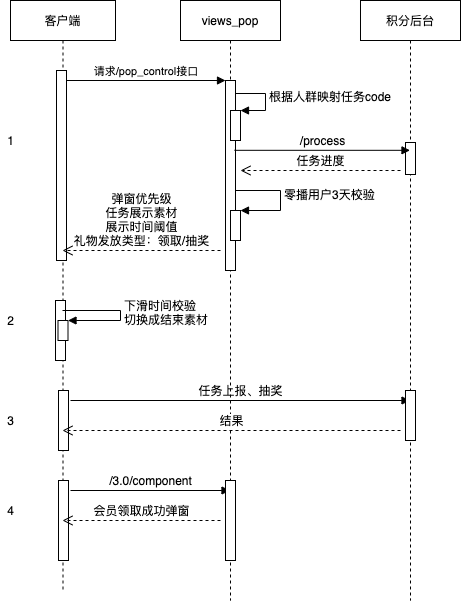 客户端
views_pop
积分后台
请求/pop_control接口
根据人群映射任务code
1
/process
任务进度
零播用户3天校验
弹窗优先级
任务展示素材
展示时间阈值
礼物发放类型：领取/抽奖
下滑时间校验
2
切换成结束素材
任务上报、抽奖
3
结果
/3.0/component
4
会员领取成功弹窗